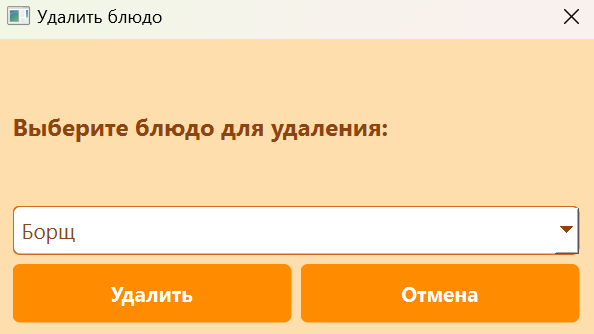 Удалить блюдо
Выберите блюдо для удаления:
Борщ
Удалить Отмена